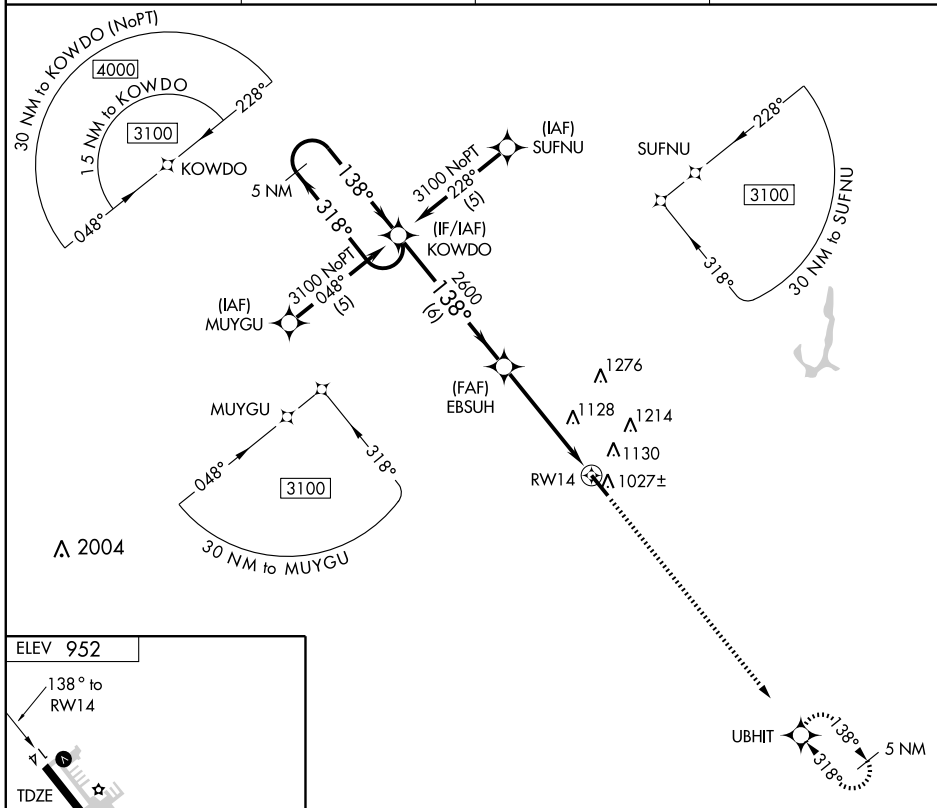 30 NM to KOWDO (NoPT)
4000
15 NM to KOWDO
3100
228°
KOWDO
048°
(IAF)
SUFNU
3100 NoPT
228°
(5)
5 NM
138°
318°
(IF/IAF)
KOWDO
3100 NoPT
048°
(5)
(IAF)
MUYGU
2600
138°
(6)
SUFNU
228°
3100
318°
30 NM to SUFNU
(FAF)
EBSUH
1276
1128
1214
1130
RW14
1027±
MUYGU
048°
318°
3100
30 NM to MUYGU
2004
ELEV 952
138° to
RW14
14
V
TDZE
UBHIT
138°
318°
5 NM